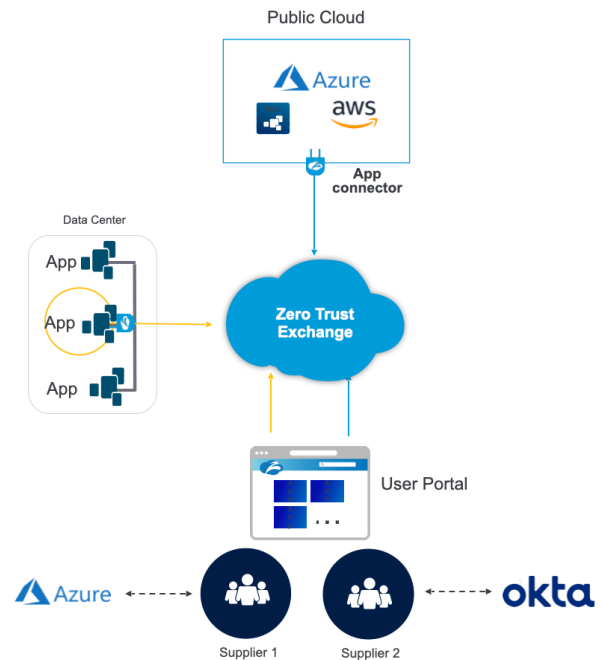 Public Cloud
Azure
aws
App
connector
Data Center
App
App
App
Zero Trust
Exchange
User Portal
...
Azure
okta
Supplier 1
Supplier 2